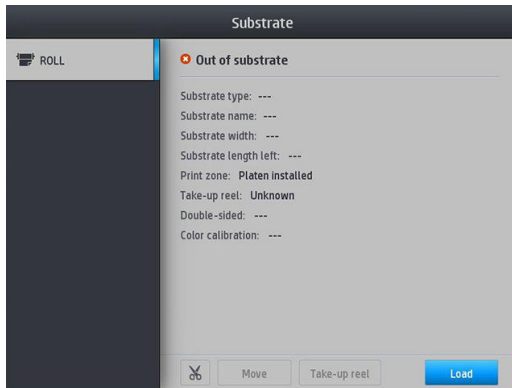 Substrate
ROLL
Out of substrate
Substrate type: ---
Substrate name: ---
Substrate width: ---
Substrate length left: ---
Print zone: Platen installed
Take-up reel: Unknown
Double-sided: ---
Color calibration: ---
Move
Take-up reel
Load